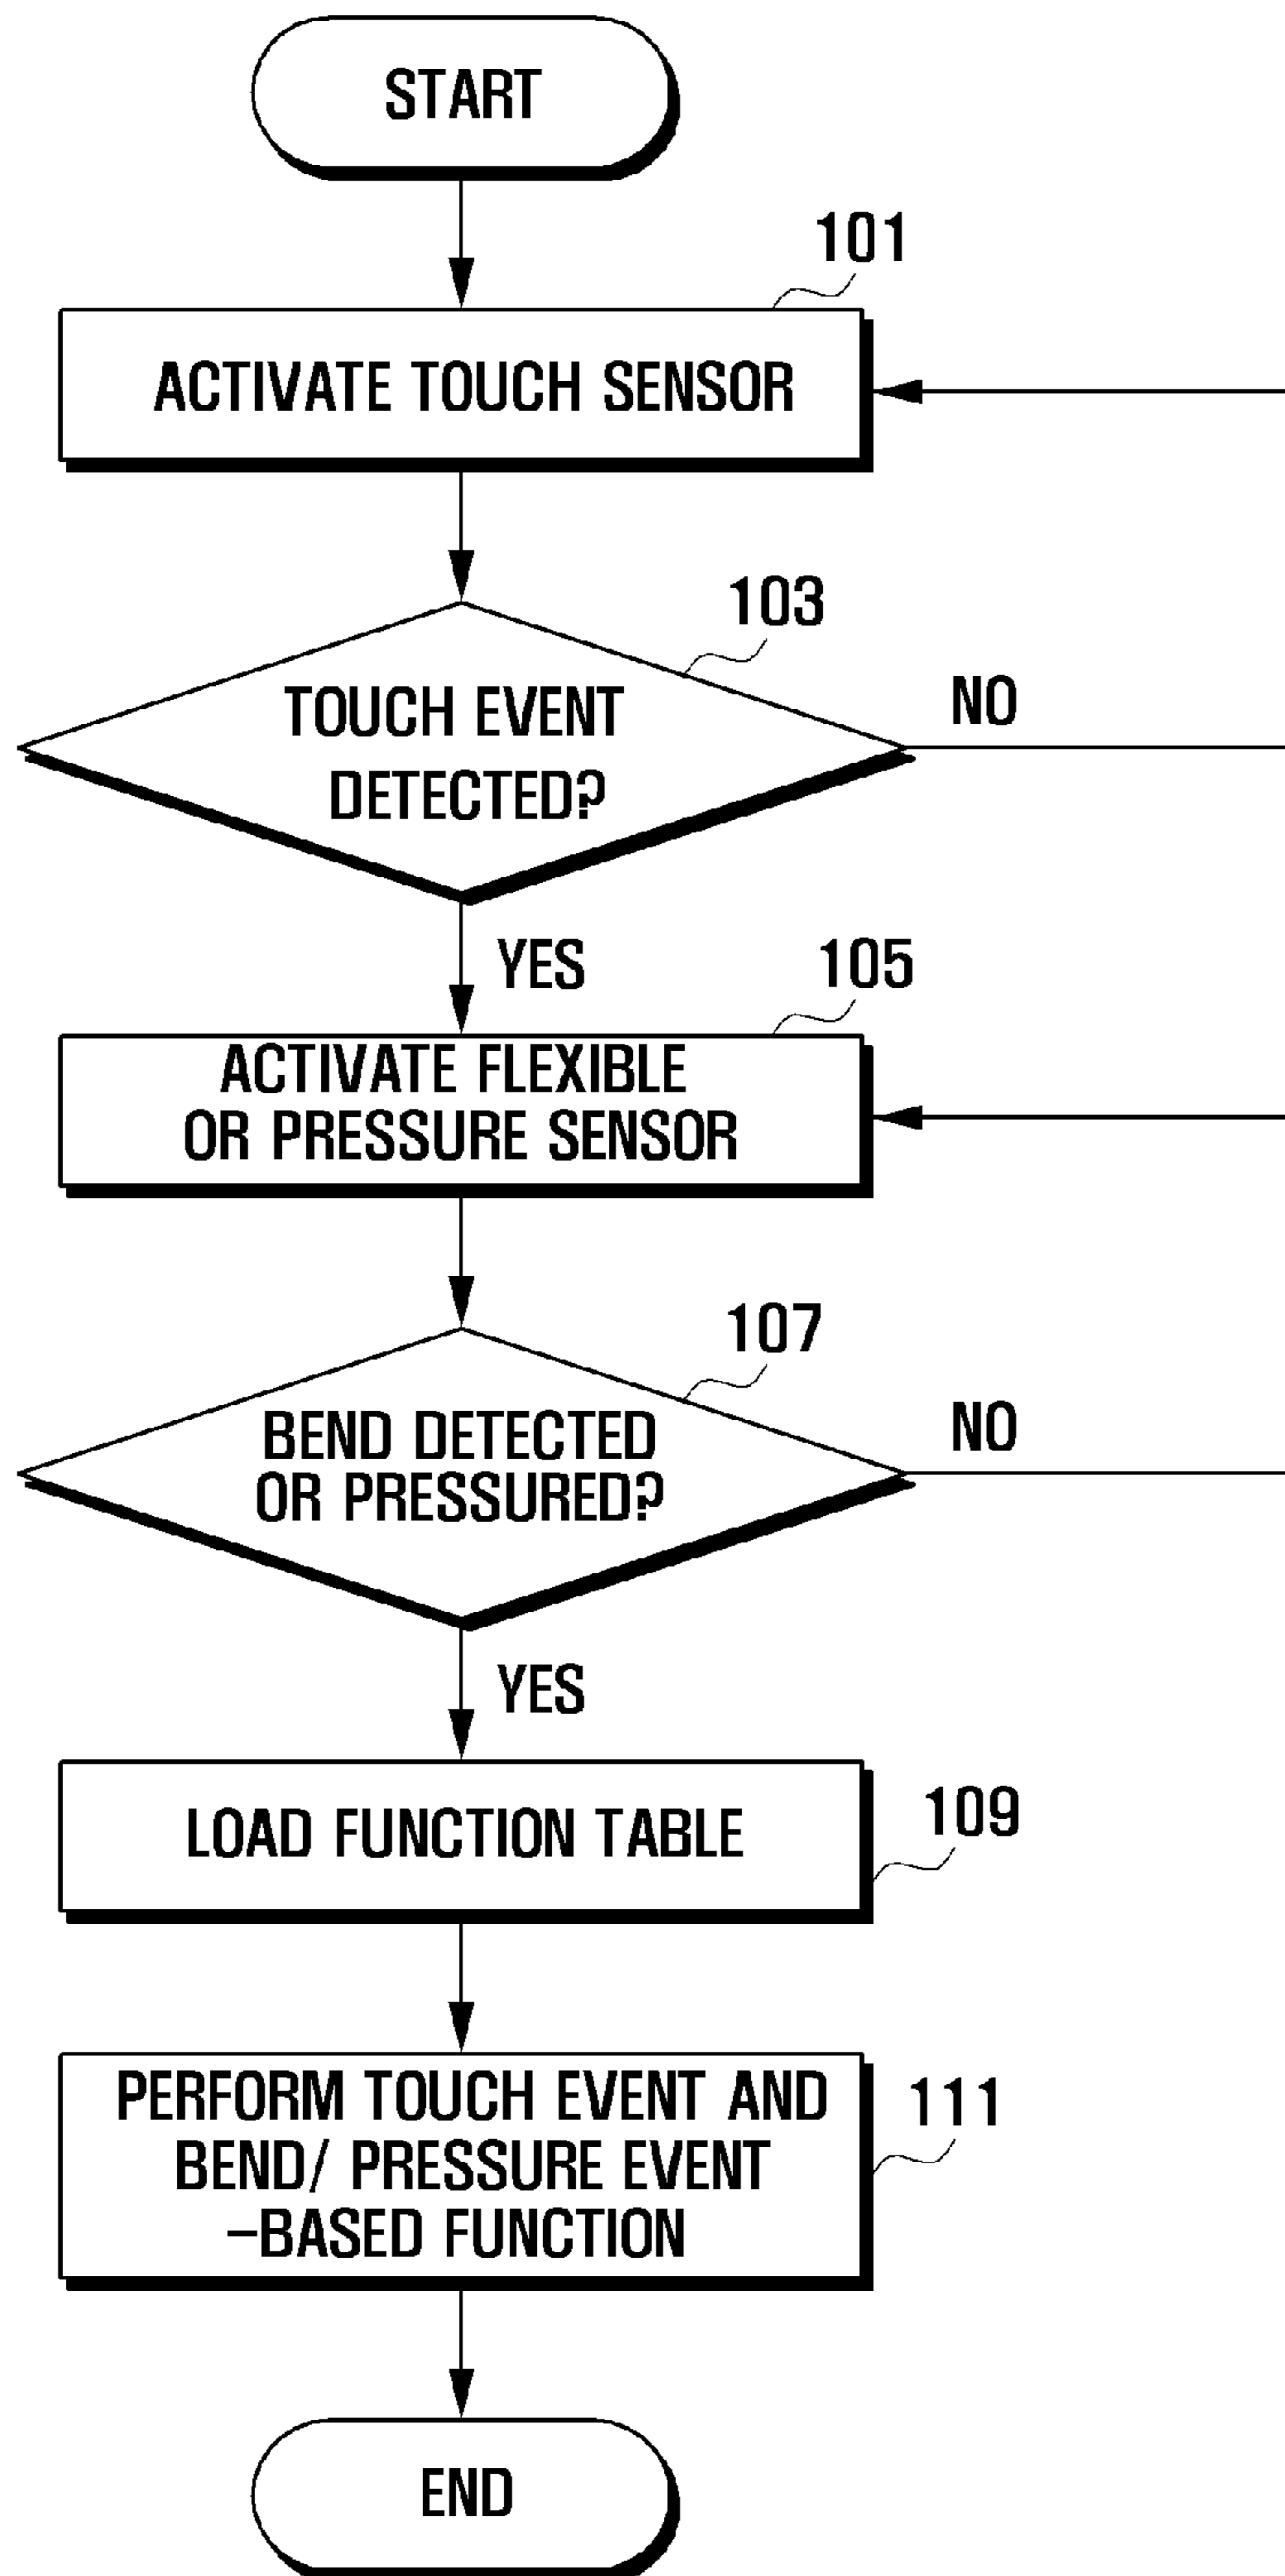 START
101
ACTIVATE TOUCH SENSOR
103
TOUCH EVENT
DETECTED?
NO
YES
105
ACTIVATE FLEXIBLE
OR PRESSURE SENSOR
107
BEND DETECTED
OR PRESSURED?
NO
YES
LOAD FUNCTION TABLE
109
PERFORM TOUCH EVENT AND
BEND/ PRESSURE EVENT
–BASED FUNCTION
111
END